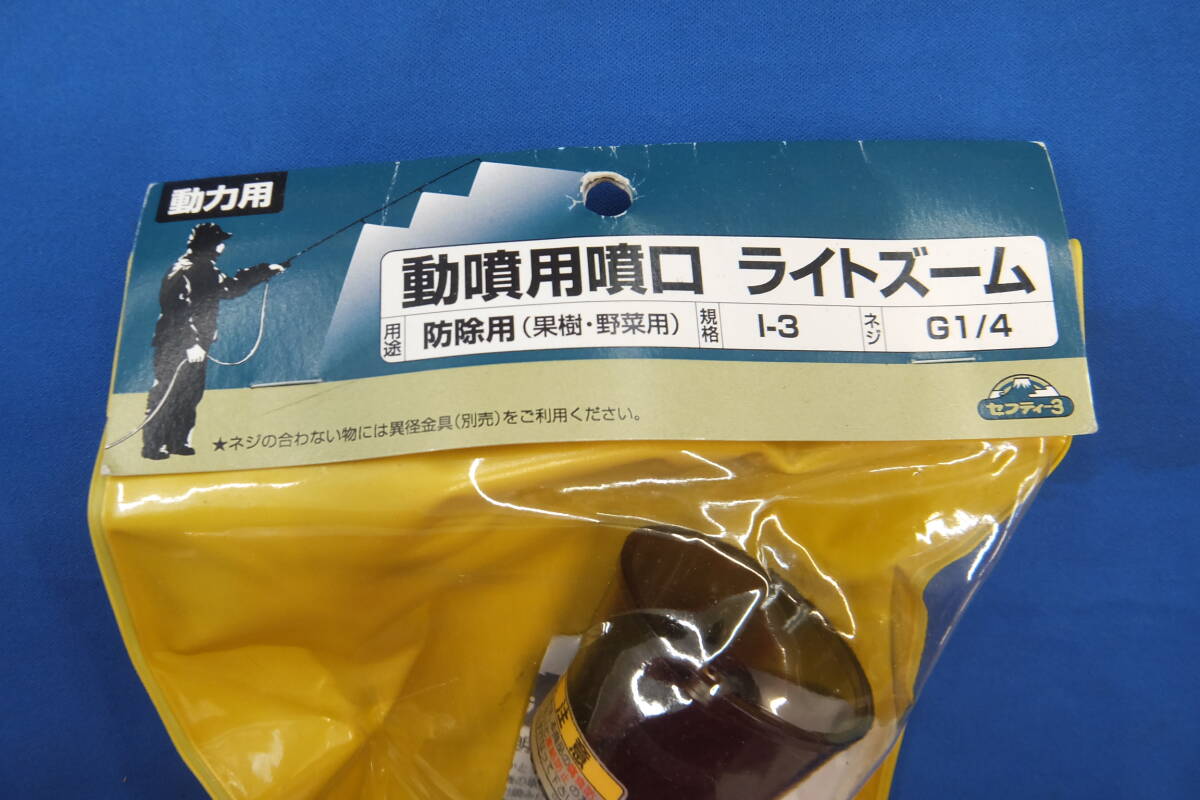 動力用
動噴用噴口 ライトズーム
用途 防除用(果樹・野菜用) 規格 I-3 ネジ G1/4
★ネジの合わない物には異径金具(別売)をご利用ください。
セフティー3
注意